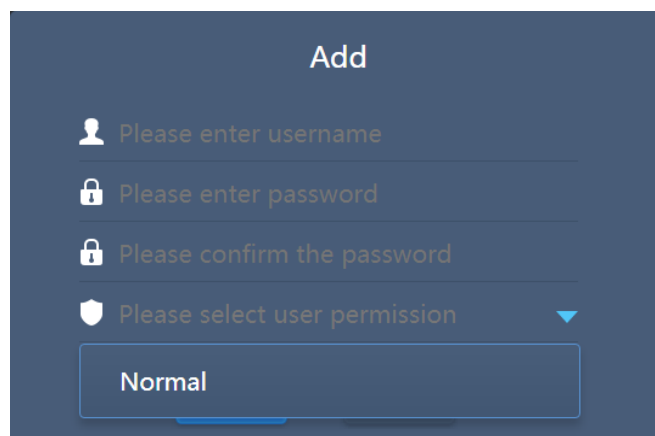 Add
Please enter username
Please enter password
Please confirm the password
Please select user permission
Normal